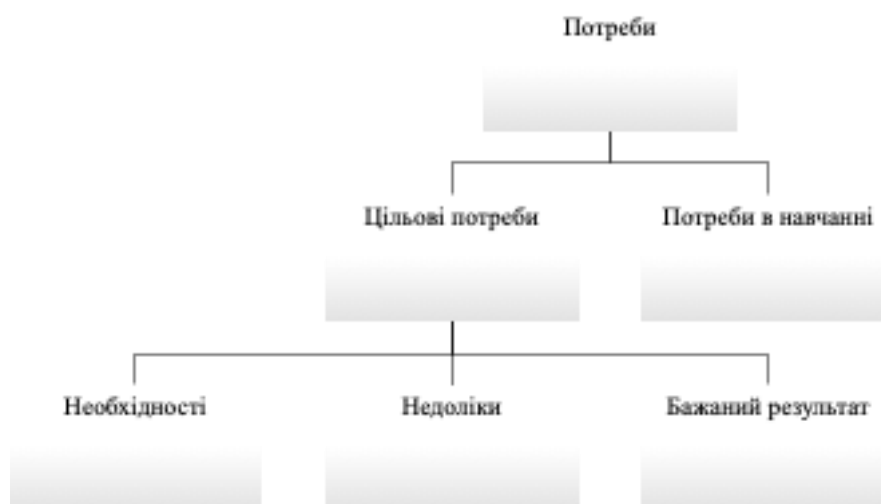 Потреби
Цільові потреби
Потреби в навчанні
Необхідності
Недоліки
Бажаний результат